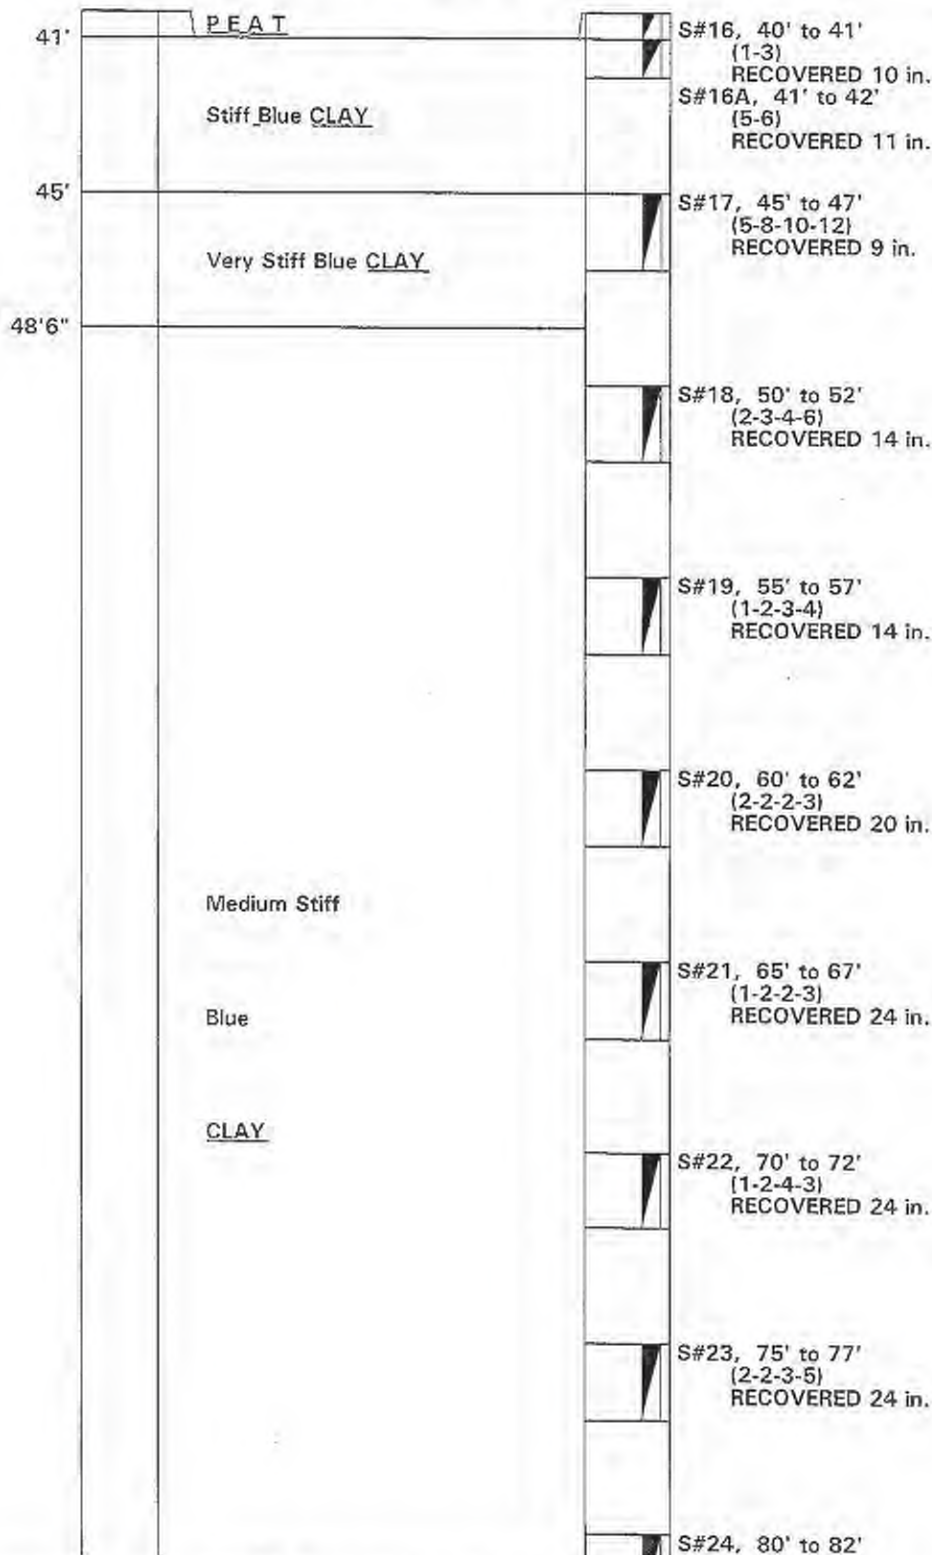 PEAT
41'
S#16, 40' to 41'
(1-3)
RECOVERED 10 in.
S#16A, 41' to 42'
(5-6)
RECOVERED 11 in.
Stiff Blue CLAY
45'
S#17, 45' to 47'
(5-8-10-12)
RECOVERED 9 in.
Very Stiff Blue CLAY
48'6"
S#18, 50' to 52'
(2-3-4-6)
RECOVERED 14 in.
S#19, 55' to 57'
(1-2-3-4)
RECOVERED 14 in.
S#20, 60' to 62'
(2-2-2-3)
RECOVERED 20 in.
Medium Stiff
S#21, 65' to 67'
(1-2-2-3)
RECOVERED 24 in.
Blue
CLAY
S#22, 70' to 72'
(1-2-4-3)
RECOVERED 24 in.
S#23, 75' to 77'
(2-2-3-5)
RECOVERED 24 in.
S#24, 80' to 82'